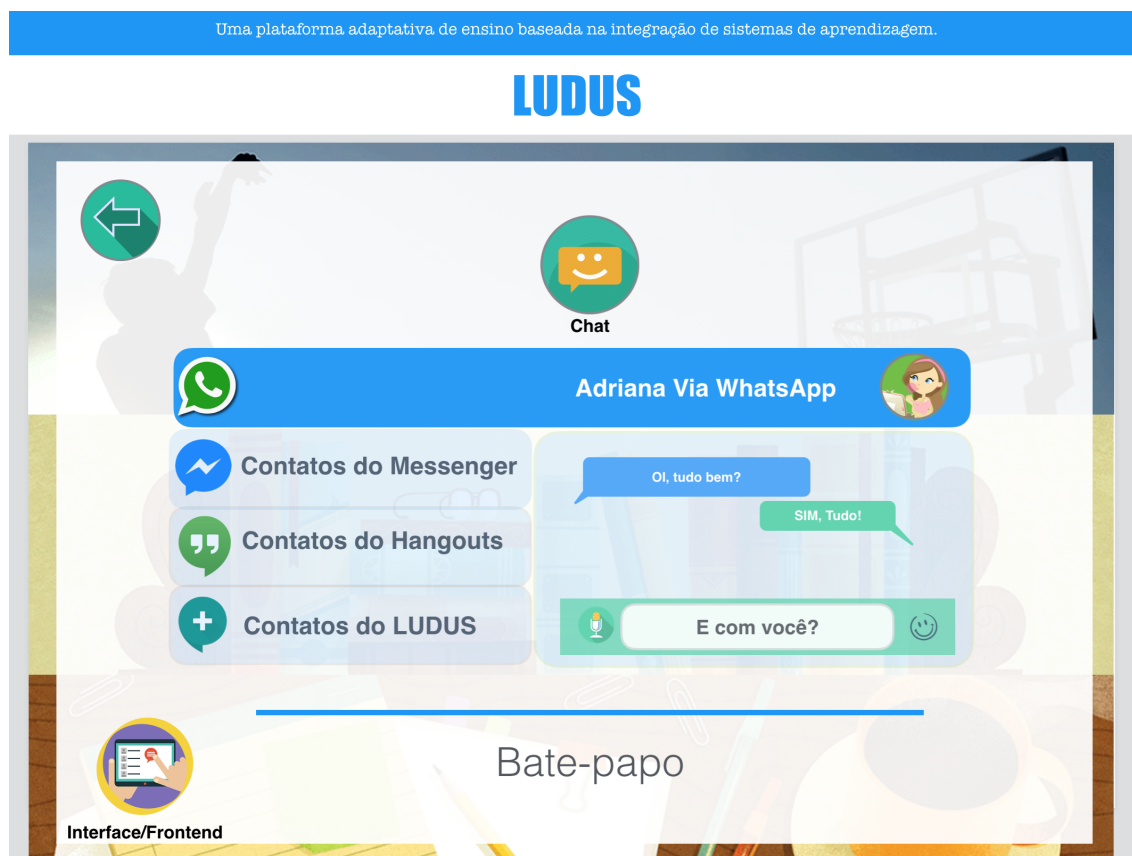 Uma plataforma adaptativa de ensino baseada na integração de sistemas de aprendizagem.
LUDUS
Chat
Adriana Via WhatsApp
Contatos do Messenger
Contatos do Hangouts
Contatos do LUDUS
OI, tudo bem?
SIM, Tudo!
E com você?
Bate-papo
Interface/Frontend